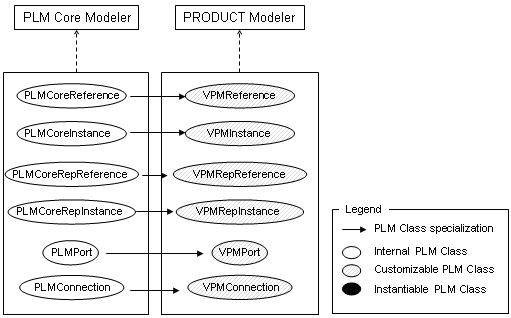 PLM Core Modeler
PRODUCT Modeler
PLMCoreReference
VPMReference
PLMCoreInstance
VPMInstance
PLMCoreRepReference
VPMRepReference
PLMCoreRepInstance
VPMRepInstance
PLMPort
VPMPort
PLMConnection
VPMConnection
Legend
PLM Class specialization
Internal PLM Class
Customizable PLM Class
Instantiable PLM Class